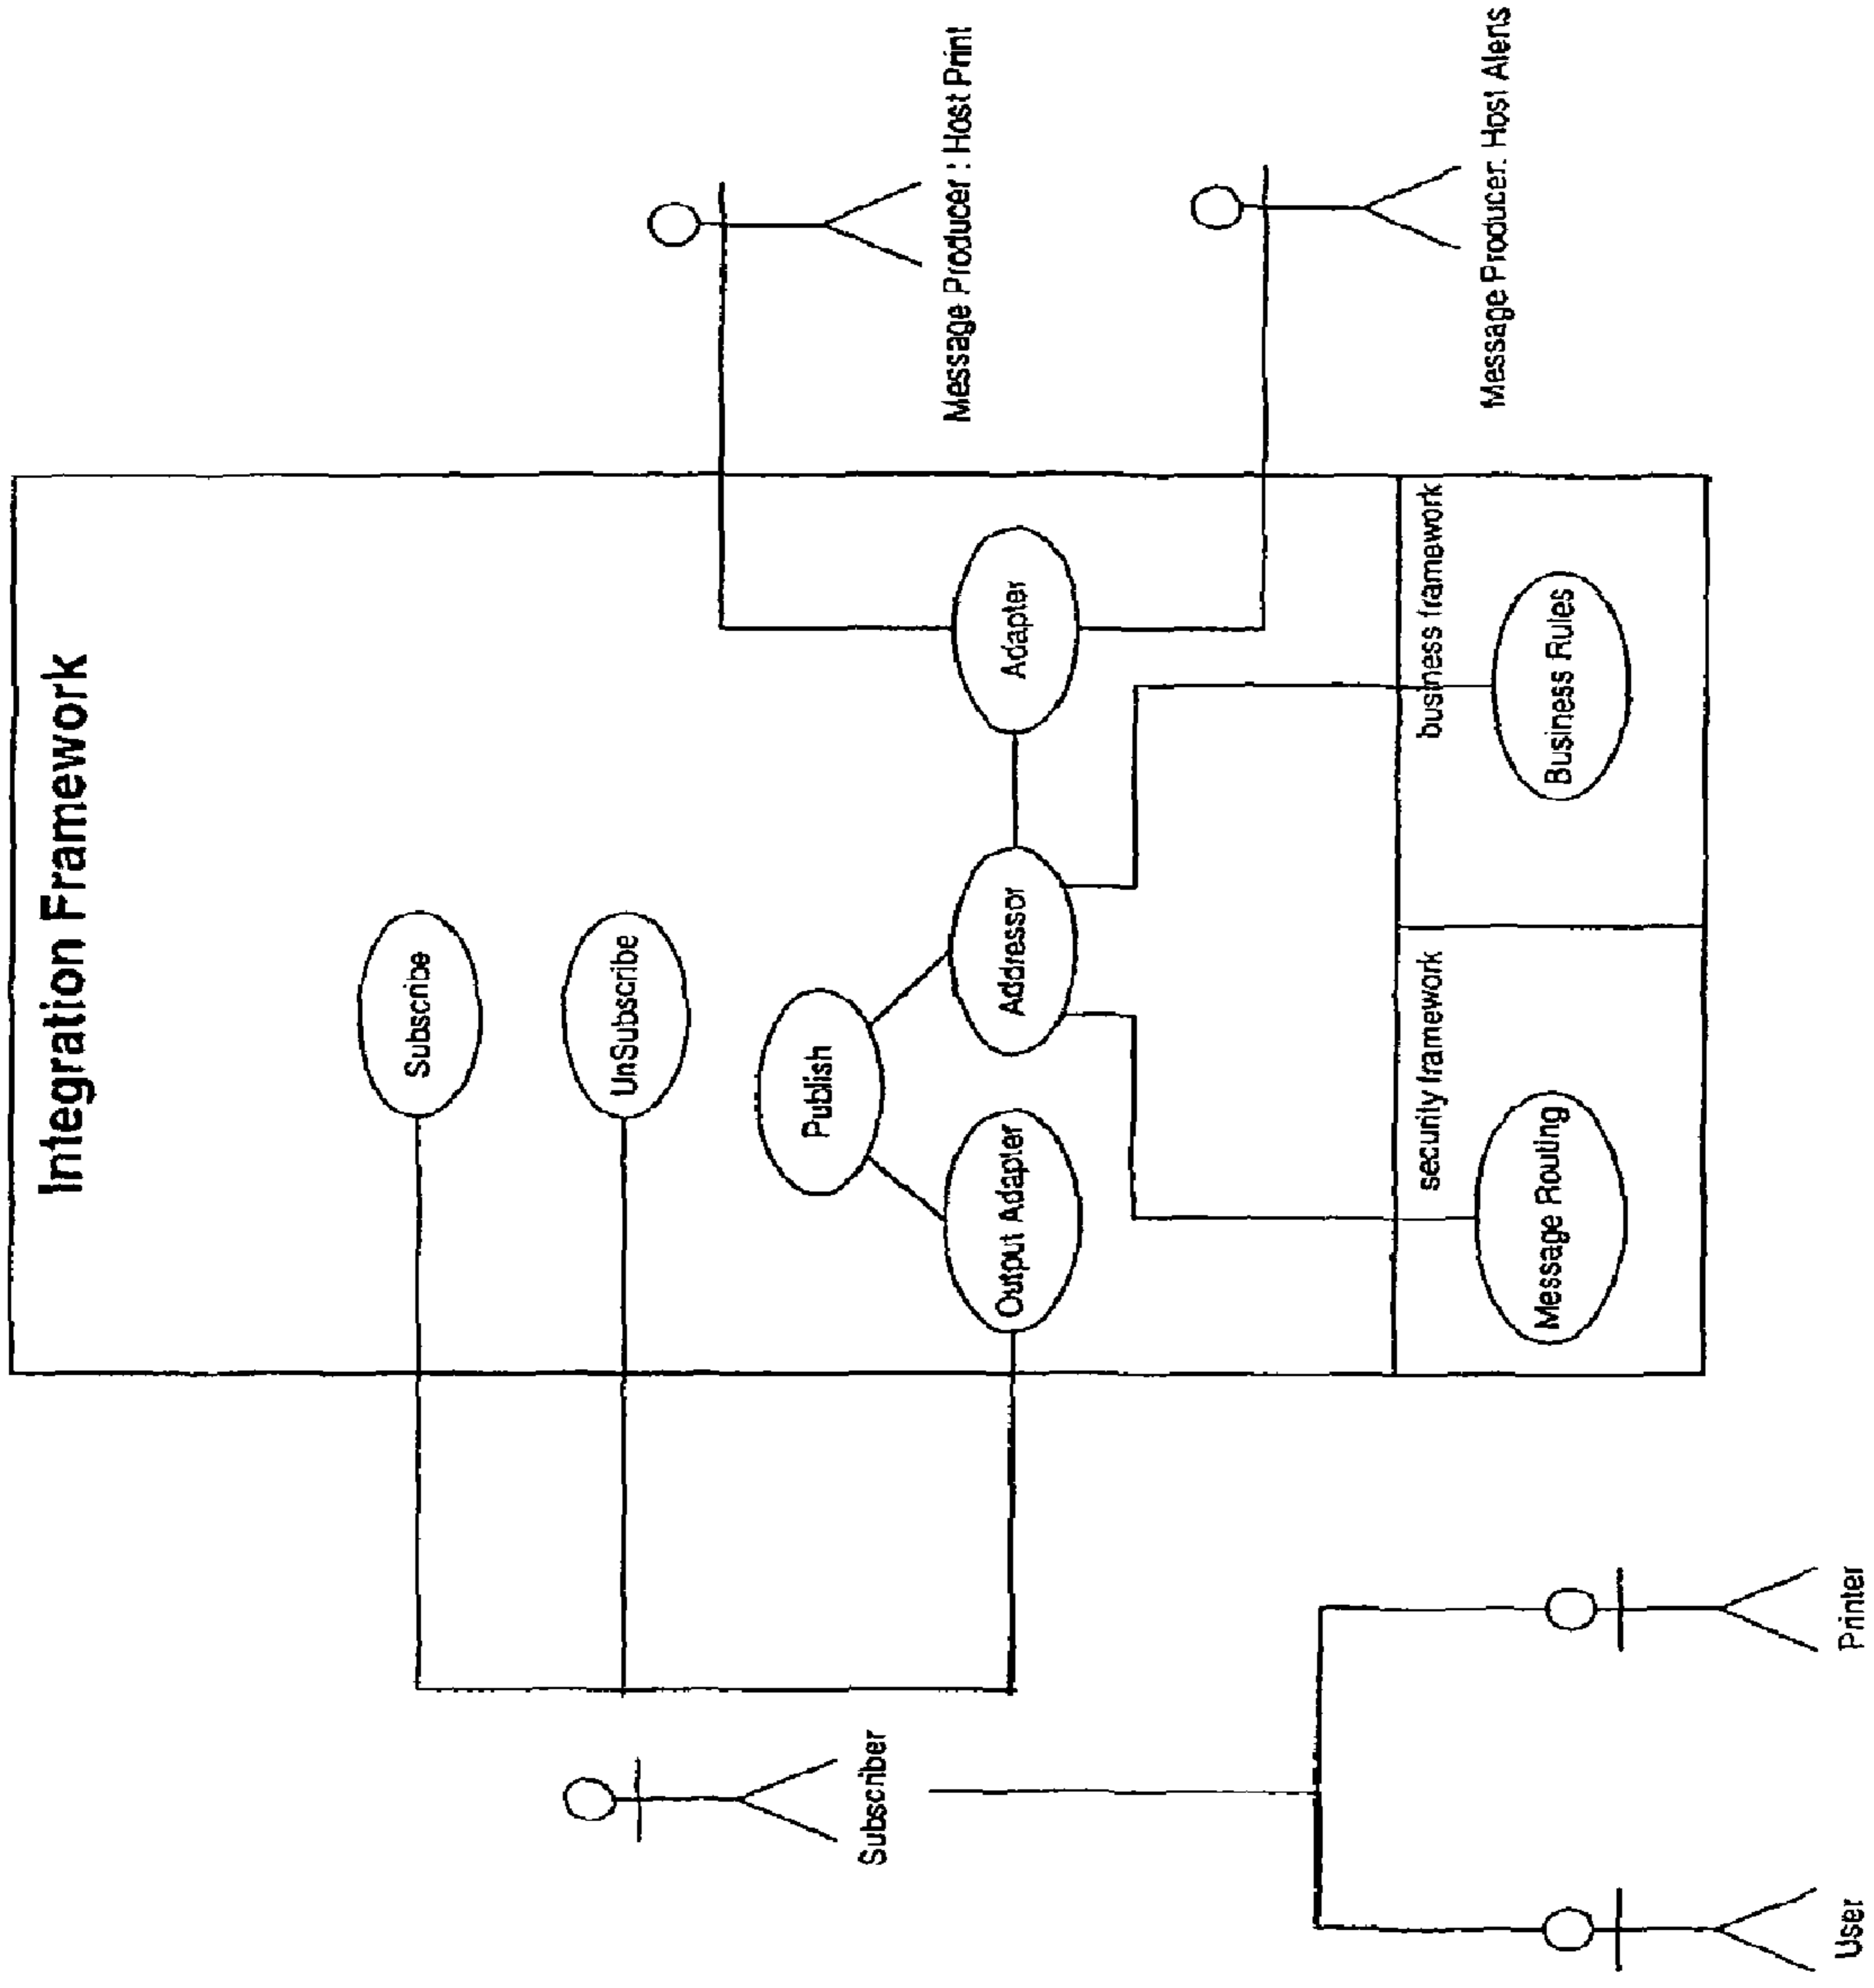 Integration Framework
Subscribe
UnSubscribe
Publish
Output Adapter
Addressor
Adapter
Subscriber
Message Producer : Host Print
Message Producer. Host Alens
security framework
business framework
Message Routing
Business Rules
User
Printer